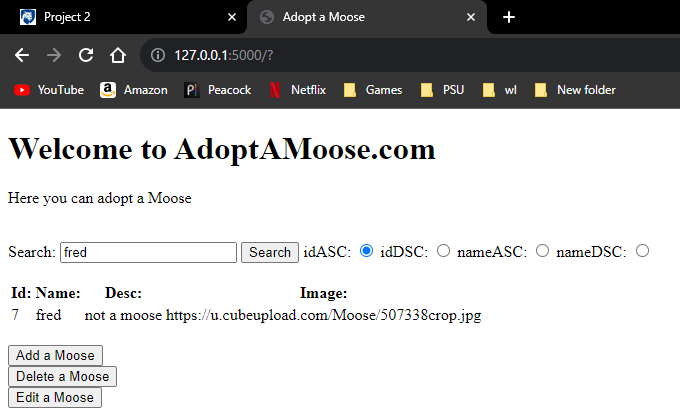 Project 2
Adopt a Moose
127.0.0.1:5000/?
YouTube Amazon Peacock Netflix Games PSU wl New folder
Welcome to AdoptAMoose.com
Here you can adopt a Moose
Search: fred Search idASC: idDSC: nameASC: nameDSC:
Id: Name: Desc: Image:
7 fred not a moose https://u.cubeupload.com/Moose/507338crop.jpg
Add a Moose
Delete a Moose
Edit a Moose